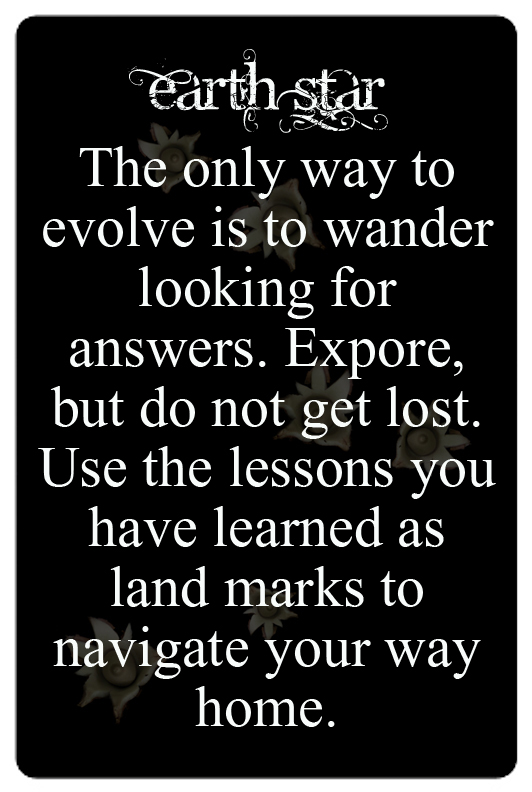 earth star
The only way to
evolve is to wander
looking for
answers. Expore,
but do not get lost.
Use the lessons you
have learned as
land marks to
navigate your way
home.